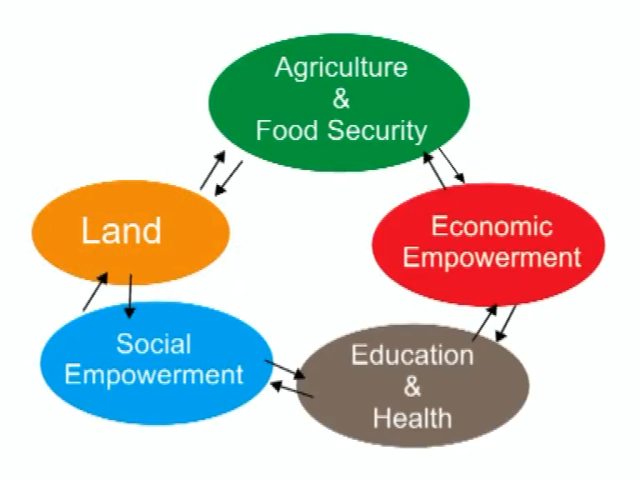 Agriculture
&
Food Security
Land
Economic
Empowerment
Social
Empowerment
Education
&
Health